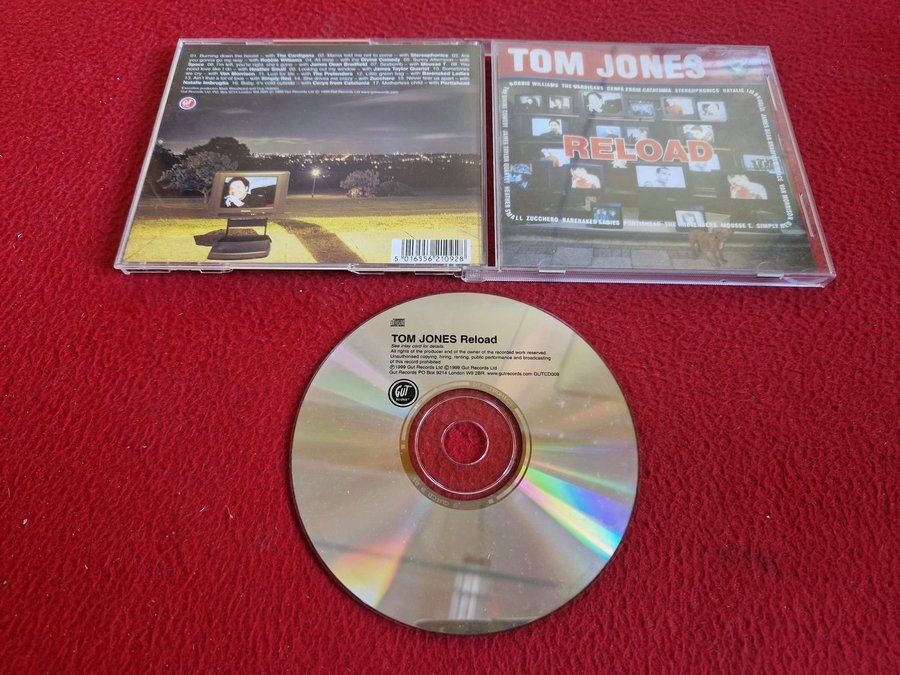 01. Burning down the house – with The Cardigans 02. Mama told me not to come – with Stereophonics 03. Are
you gonna go my way – with Robbie Williams 04. All mine – with the Divine Comedy 05. Sunny Afternoon – with
Space 06. I'm left, you're right, she's gone – with James Dean Bradfield 07. Sexbomb – with Mousse T. 08. You
need love like I do – with Heather Small 09. Looking out my window – with James Taylor Quartet 10. Sometimes
we cry – with Van Morrison 11. Lust for life – with The Pretenders 12. Little green bag – with Barenaked Ladies
13. Ain't that a lot of love – with Simply Red 14. She drives me crazy – with Zucchero 15. Never tear us apart – with
Natalie Imbruglia 16. Baby, it's cold outside – with Cerys from Catatonia 17. Motherless child – with Portishead
GUT
5 016556 210928
TOM JONES
ROBBIE WILLIAMS THE CARDIGANS CERYS FROM CATATONIA STEREOPHONICS NATALIE
RELOAD
VAN MORRISON
JAMES TAYLOR QUARTET HEATHER
ZUCCHERO BARENAKED LADIES PORTISHEAD THE PRETENDERS MOUSSE T. SIMPLY
TOM JONES Reload
See inlay card for details.
All rights of the producer and of the owner of the recorded work reserved.
Unauthorised copying, hiring, renting, public performance and broadcasting
of this record prohibited
℗1999 Gut Records Ltd ©1999 Gut Records Ltd
Gut Records PO Box 9214 London W9 2BR. www.gutrecords.com GUTCD009
GUT